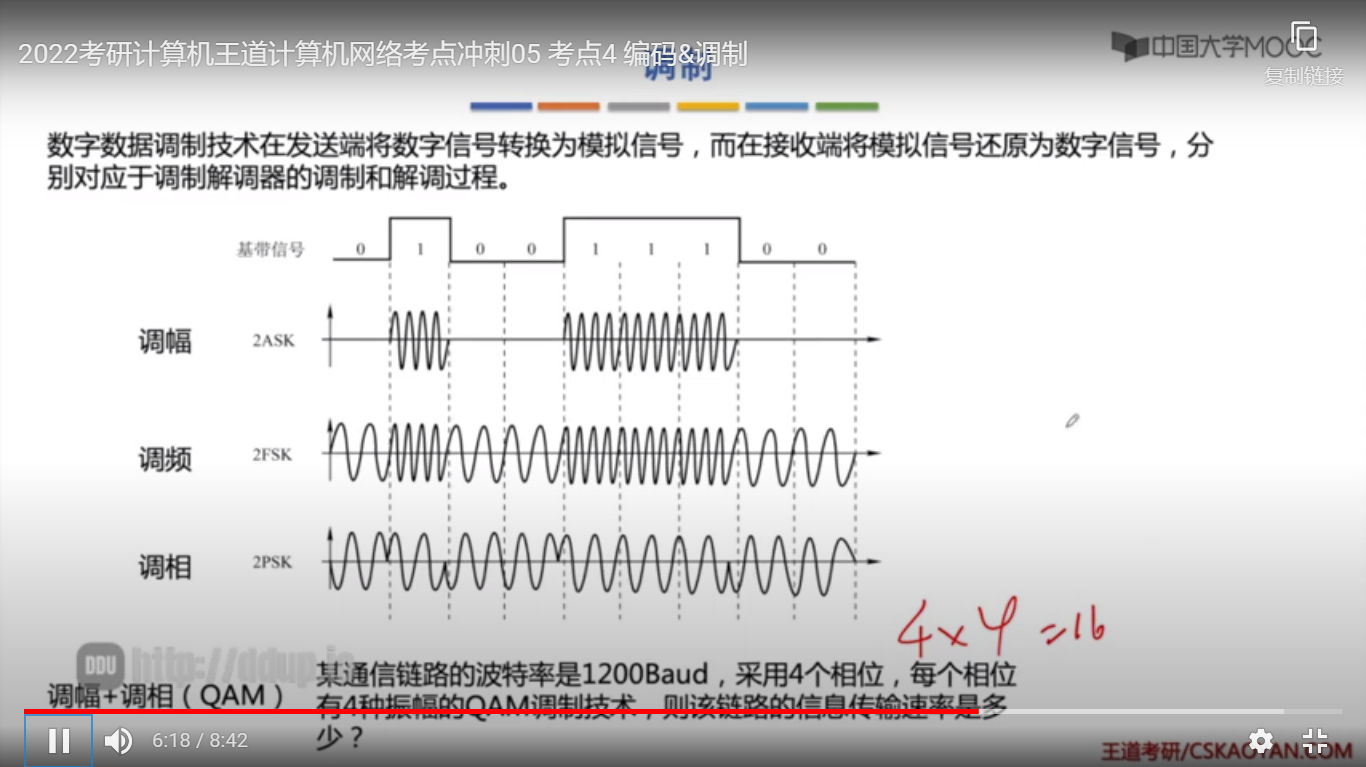 2022考研计算机王道计算机网络考点冲刺05 考点4 编码&调制
中国大学MOOC
调制
复制链接
数字数据调制技术在发送端将数字信号转换为模拟信号，而在接收端将模拟信号还原为数字信号，分
别对应于调制解调器的调制和解调过程。
基带信号 0 1 0 0 1 1 1 0 0
调幅 2ASK
调频 2FSK
调相 2PSK
4×4=16
DDU http://ddup.i
某通信链路的波特率是1200Baud，采用4个相位，每个相位
调幅+调相（QAM） 有4种振幅的QAM调制技术，则该链路的信息传输速率是多
少？
6:18 / 8:42
王道考研/CSKAOYAN.COM